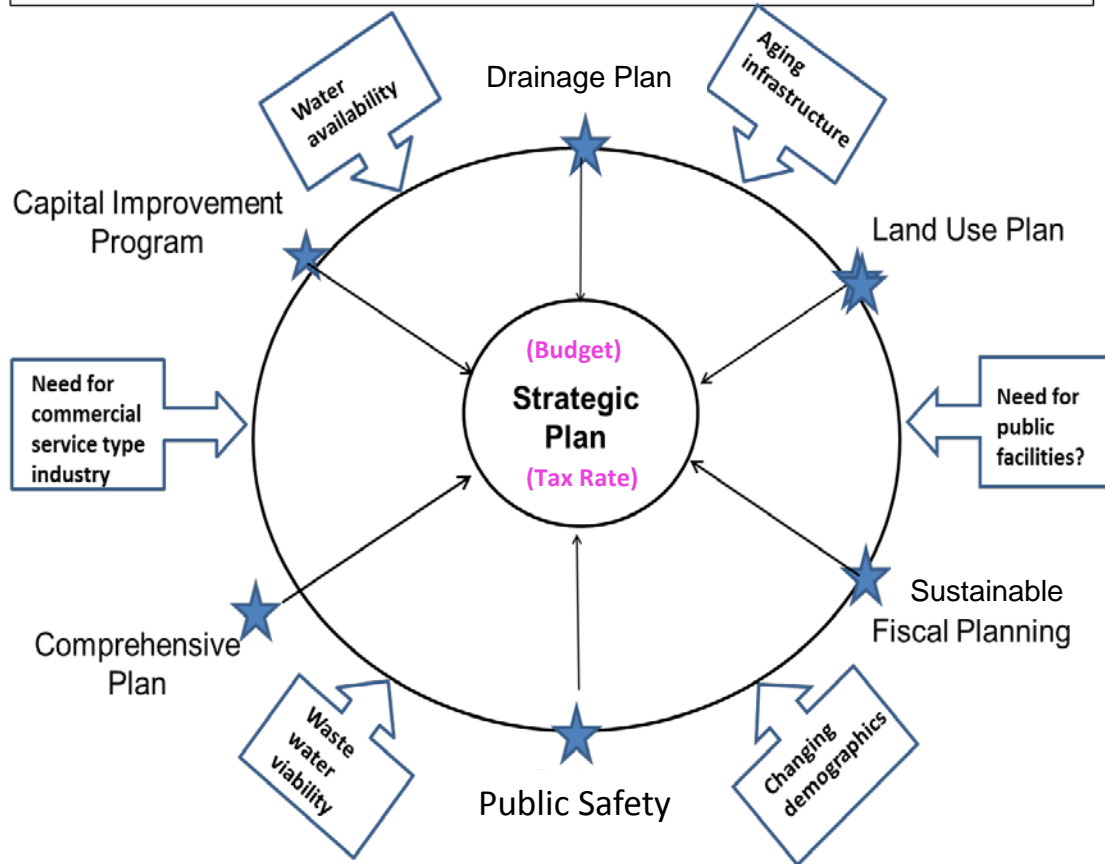 Drainage Plan
Water
availability
Aging
infrastructure
Capital Improvement
Program
Land Use Plan
(Budget)
Strategic
Plan
(Tax Rate)
Need for
commercial
service type
industry
Need for
public
facilities?
Comprehensive
Plan
Sustainable
Fiscal Planning
Waste
water
viability
Public Safety
Changing
demographics